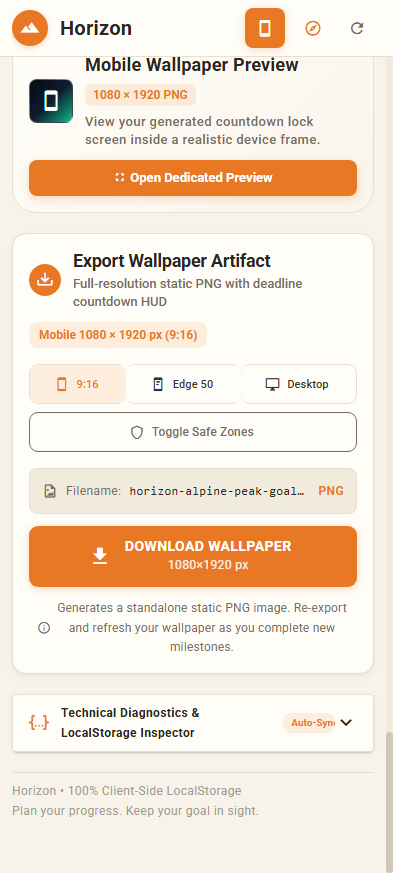 Horizon
Mobile Wallpaper Preview
1080 × 1920 PNG
View your generated countdown lock
screen inside a realistic device frame.
Open Dedicated Preview
Export Wallpaper Artifact
Full-resolution static PNG with deadline
countdown HUD
Mobile 1080 × 1920 px (9:16)
9:16
Edge 50
Desktop
Toggle Safe Zones
Filename: horizon-alpine-peak-goal… PNG
DOWNLOAD WALLPAPER
1080×1920 px
Generates a standalone static PNG image. Re-export
and refresh your wallpaper as you complete new
milestones.
Technical Diagnostics &
LocalStorage Inspector
Auto-Sync
Horizon • 100% Client-Side LocalStorage
Plan your progress. Keep your goal in sight.